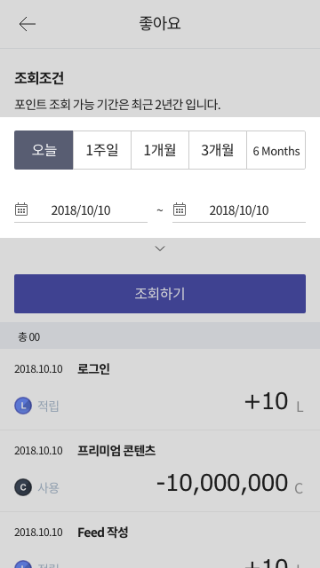 좋아요
조회조건
포인트 조회 가능 기간은 최근 2년간 입니다.
오늘 1주일 1개월 3개월 6 Months
2018/10/10 ~ 2018/10/10
조회하기
총 00
2018.10.10 로그인
L 적립 +10 L
2018.10.10 프리미엄 콘텐츠
C 사용 -10,000,000 C
2018.10.10 Feed 작성
L 적립 +10 L